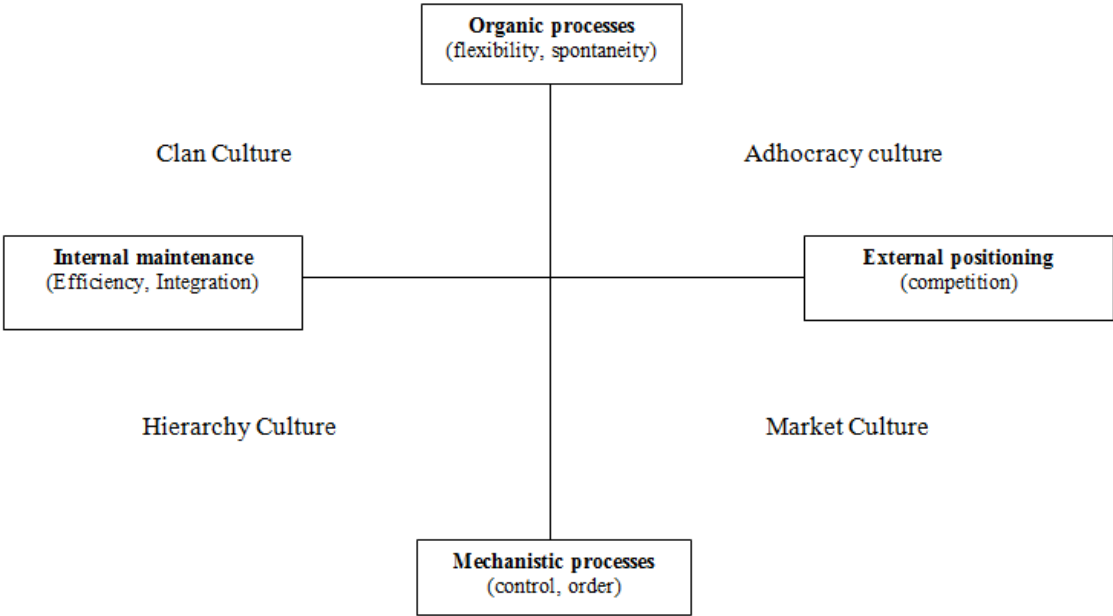 Organic processes
(flexibility, spontaneity)
Clan Culture
Adhocracy culture
Internal maintenance
(Efficiency, Integration)
External positioning
(competition)
Hierarchy Culture
Market Culture
Mechanistic processes
(control, order)